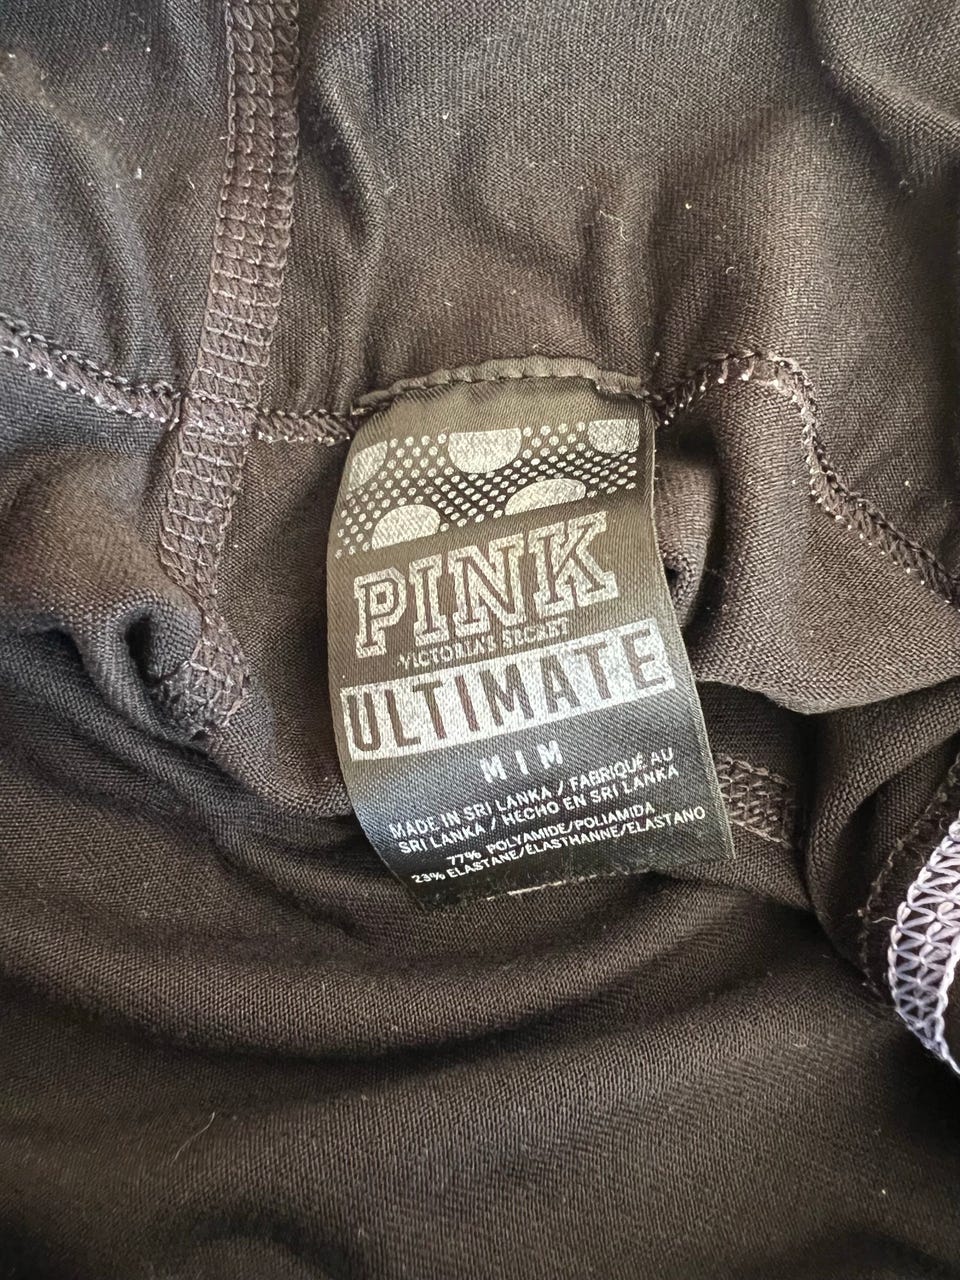 PINK
VICTORIA'S SECRET
ULTIMATE
M | M
MADE IN SRI LANKA / FABRIQUÉ AU
SRI LANKA / HECHO EN SRI LANKA
77% POLYAMIDE/POLIAMIDA
23% ELASTANE/ÉLASTHANNE/ELASTANO